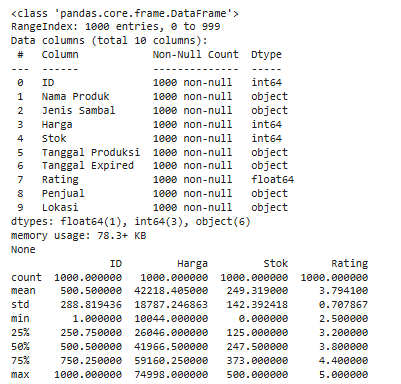 <class 'pandas.core.frame.DataFrame'>
RangeIndex: 1000 entries, 0 to 999
Data columns (total 10 columns):
 #   Column            Non-Null Count  Dtype
---  ------            --------------  -----
 0   ID                1000 non-null   int64
 1   Nama Produk       1000 non-null   object
 2   Jenis Sambal      1000 non-null   object
 3   Harga             1000 non-null   int64
 4   Stok              1000 non-null   int64
 5   Tanggal Produksi  1000 non-null   object
 6   Tanggal Expired   1000 non-null   object
 7   Rating            1000 non-null   float64
 8   Penjual           1000 non-null   object
 9   Lokasi            1000 non-null   object
dtypes: float64(1), int64(3), object(6)
memory usage: 78.3+ KB
None
                ID         Harga         Stok       Rating
count  1000.000000   1000.000000  1000.000000  1000.000000
mean    500.500000  42218.405000   249.319000     3.794100
std     288.819436  18787.246863   142.392418     0.707867
min       1.000000  10044.000000     0.000000     2.500000
25%     250.750000  26046.000000   125.000000     3.200000
50%     500.500000  41966.500000   247.500000     3.800000
75%     750.250000  59160.250000   373.000000     4.400000
max    1000.000000  74998.000000   500.000000     5.000000